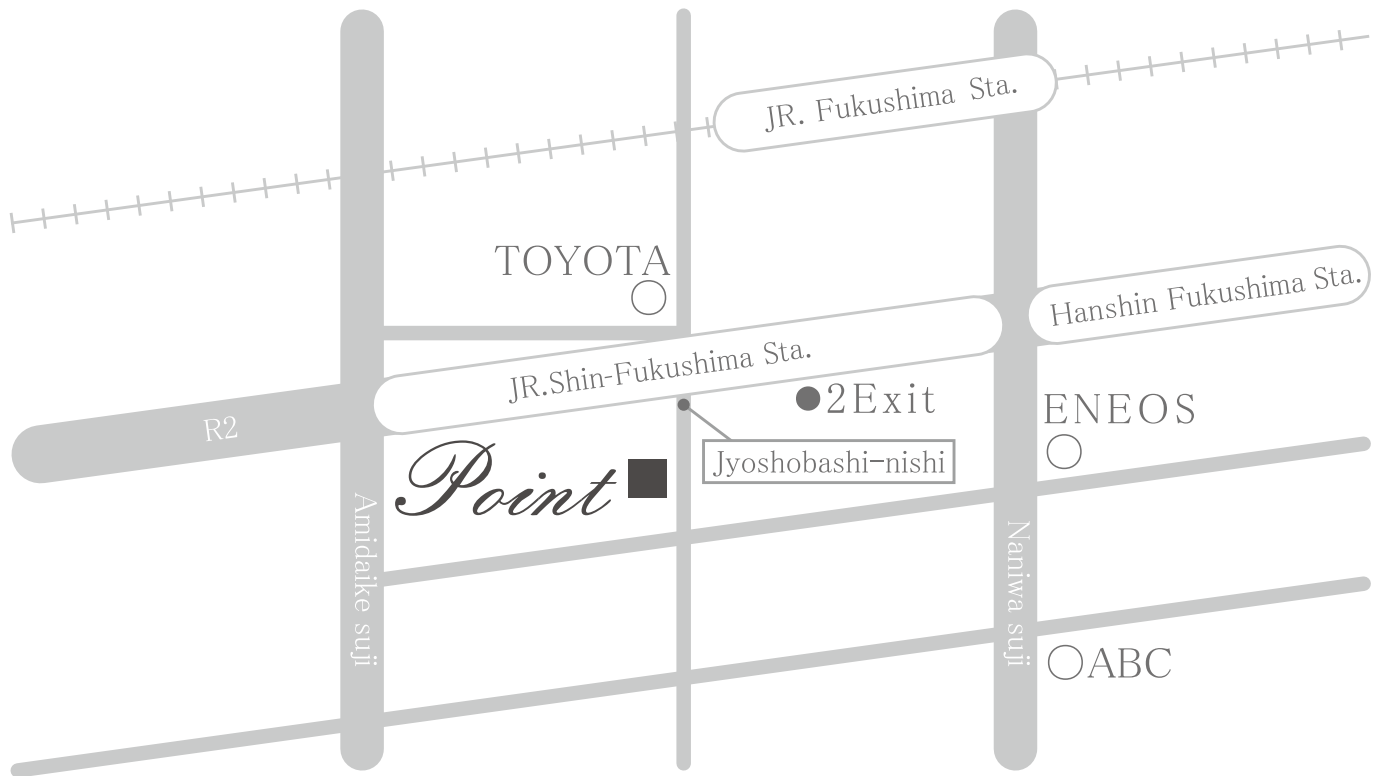 JR. Fukushima Sta.
TOYOTA
Hanshin Fukushima Sta.
JR.Shin-Fukushima Sta.
2Exit
ENEOS
R2
Jyoshobashi-nishi
Point
Amidaike suji
Naniwa suji
ABC